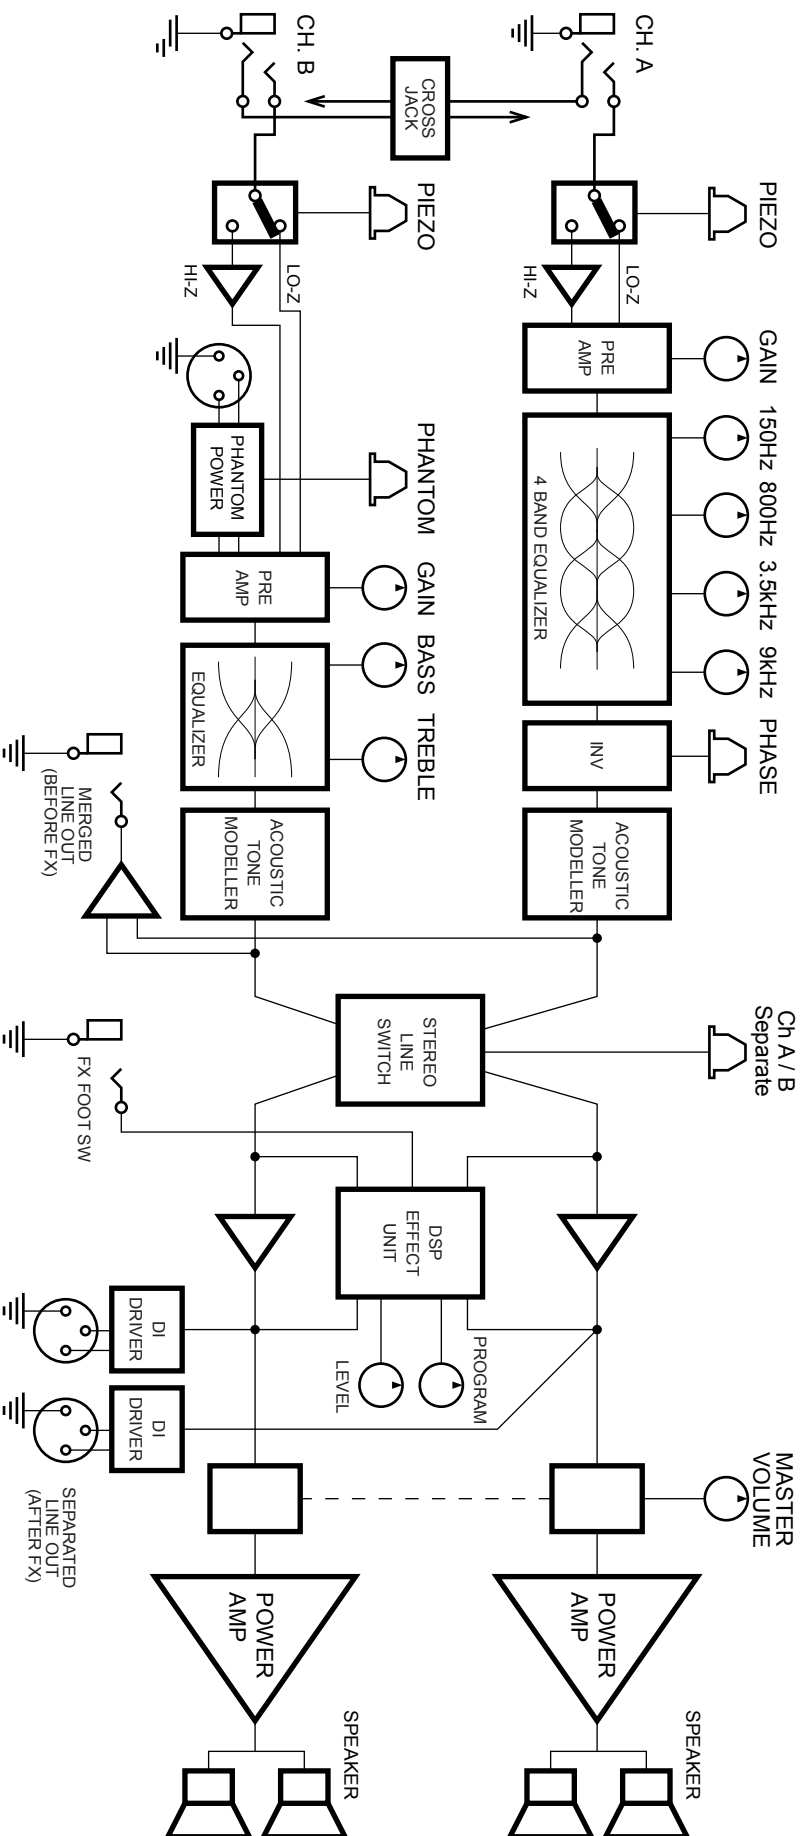 CH. A
PIEZO
GAIN
150Hz
800Hz
3.5kHz
9kHz
PHASE
Ch A / B
Separate
MASTER
VOLUME
LO-Z
HI-Z
PRE
AMP
4 BAND EQUALIZER
INV
ACOUSTIC
TONE
MODELLER
POWER
AMP
SPEAKER
CROSS
JACK
STEREO
LINE
SWITCH
DSP
EFFECT
UNIT
PROGRAM
LEVEL
CH. B
PIEZO
PHANTOM
GAIN
BASS
TREBLE
LO-Z
HI-Z
PHANTOM
POWER
PRE
AMP
EQUALIZER
ACOUSTIC
TONE
MODELLER
POWER
AMP
SPEAKER
MERGED
LINE OUT
(BEFORE FX)
FX FOOT SW
DI
DRIVER
DI
DRIVER
SEPARATED
LINE OUT
(AFTER FX)